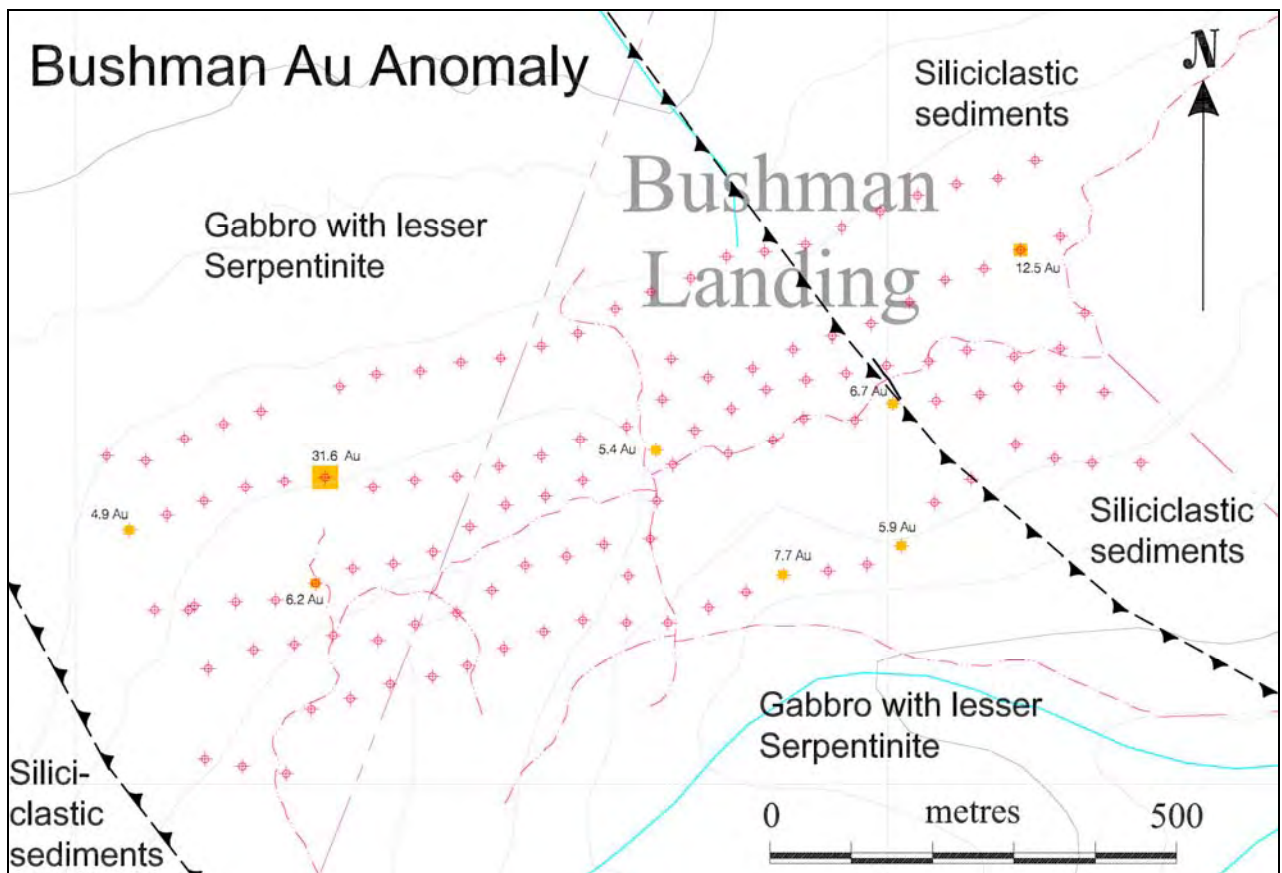 Bushman Au Anomaly
Siliciclastic
sediments
N
Bushman
Landing
Gabbro with lesser
Serpentinite
12.5 Au
6.7 Au
5.4 Au
31.6 Au
4.9 Au
Siliciclastic
sediments
5.9 Au
7.7 Au
6.2 Au
Gabbro with lesser
Serpentinite
Silici-
clastic
sediments
0 metres 500